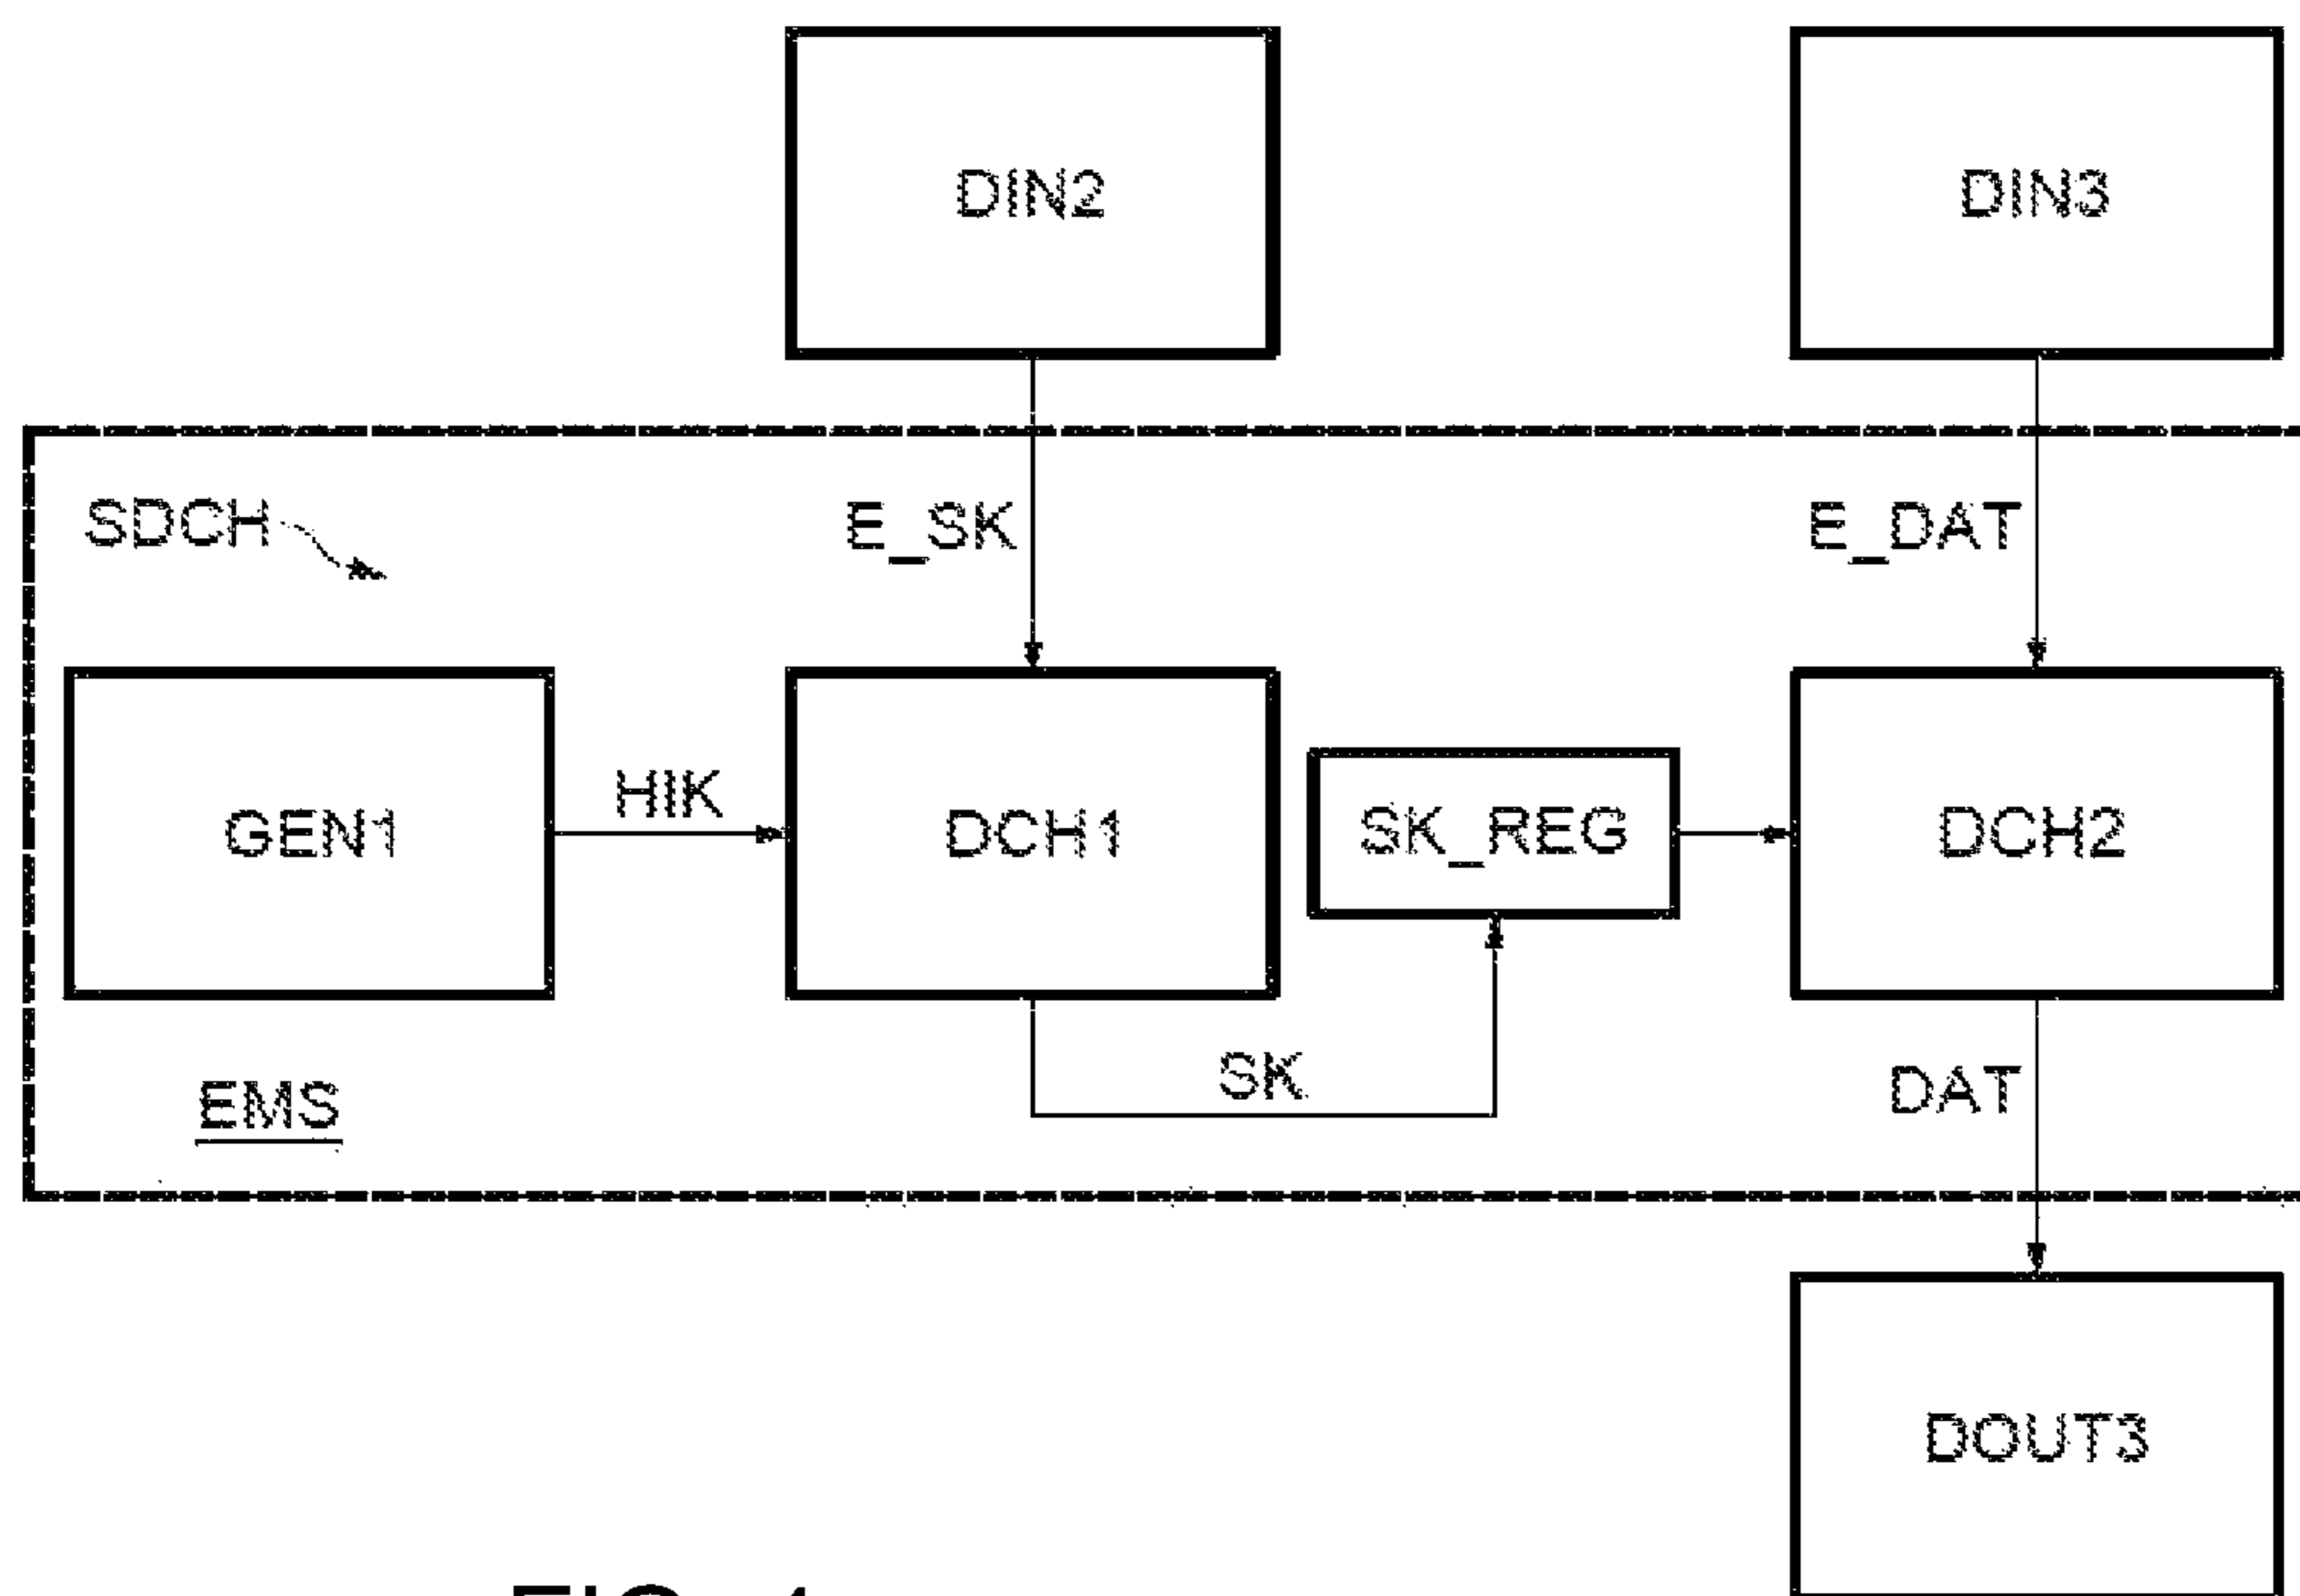 DIN2
DIN3
SDCH
E_SK
E_DAT
GEN1
HIK
DCH1
SK_REG
DCH2
EMS
SK
DAT
DOUT3